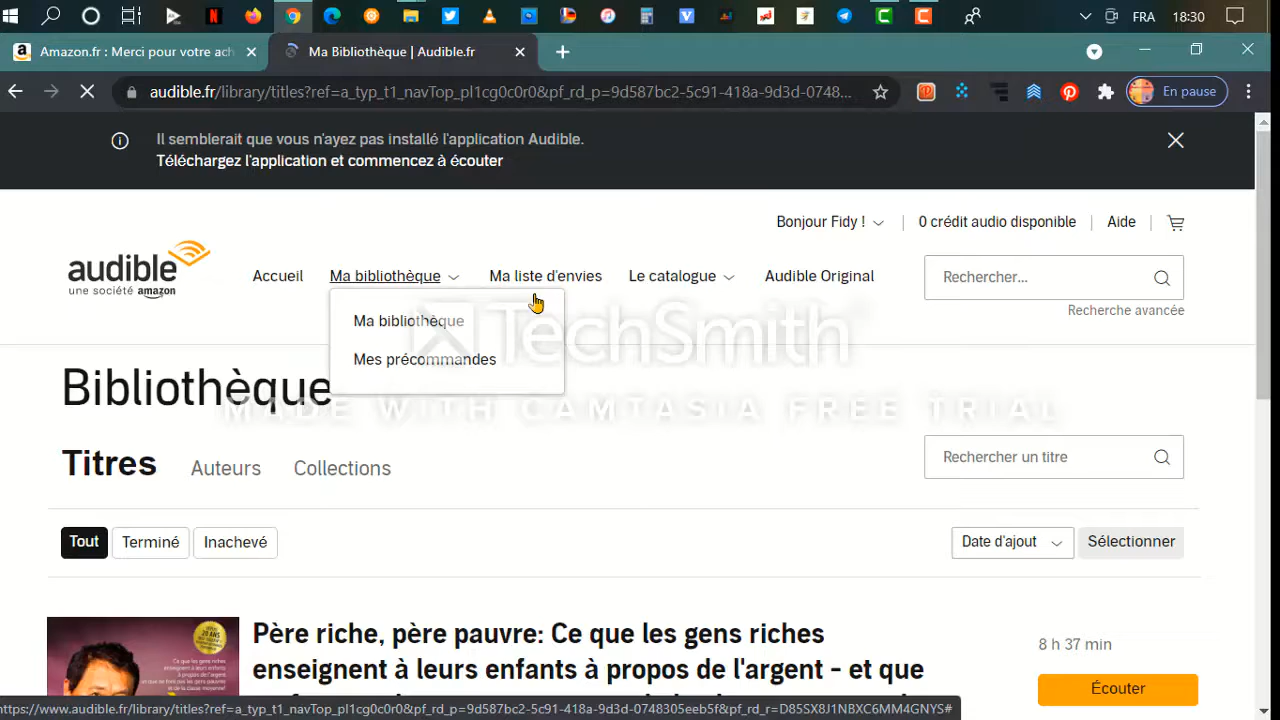 FRA
18:30
Amazon.fr : Merci pour votre ach
Ma Bibliothèque | Audible.fr
audible.fr/library/titles?ref=a_typ_t1_navTop_pl1cg0c0r0&pf_rd_p=9d587bc2-5c91-418a-9d3d-0748...
En pause
Il semblerait que vous n'ayez pas installé l'application Audible.
Téléchargez l'application et commencez à écouter
Bonjour Fidy !
0 crédit audio disponible
Aide
audible
une société amazon
Accueil
Ma bibliothèque
Ma liste d'envies
Le catalogue
Audible Original
Rechercher...
Recherche avancée
Ma bibliothèque
Mes précommandes
TechSmith
MADE WITH CAMTASIA FREE TRIAL
Bibliothèque
Titres
Auteurs
Collections
Rechercher un titre
Tout
Terminé
Inachevé
Date d'ajout
Sélectionner
Père riche, père pauvre: Ce que les gens riches
enseignent à leurs enfants à propos de l'argent - et que
8 h 37 min
Écouter
https://www.audible.fr/library/titles?ref=a_typ_t1_navTop_pl1cg0c0r0&pf_rd_p=9d587bc2-5c91-418a-9d3d-0748305eeb5f&pf_rd_r=D85SX8J1NBXC6MM4GNYS#